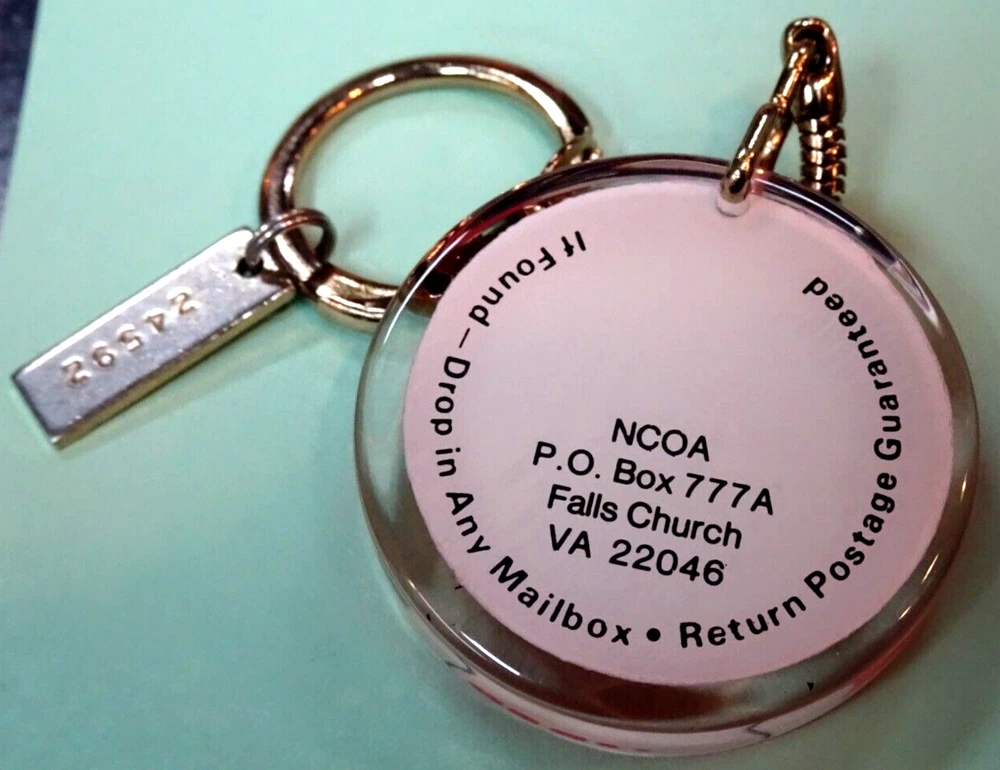 24592
If Found — Drop in Any Mailbox • Return Postage Guaranteed
NCOA
P.O. Box 777A
Falls Church
VA 22046